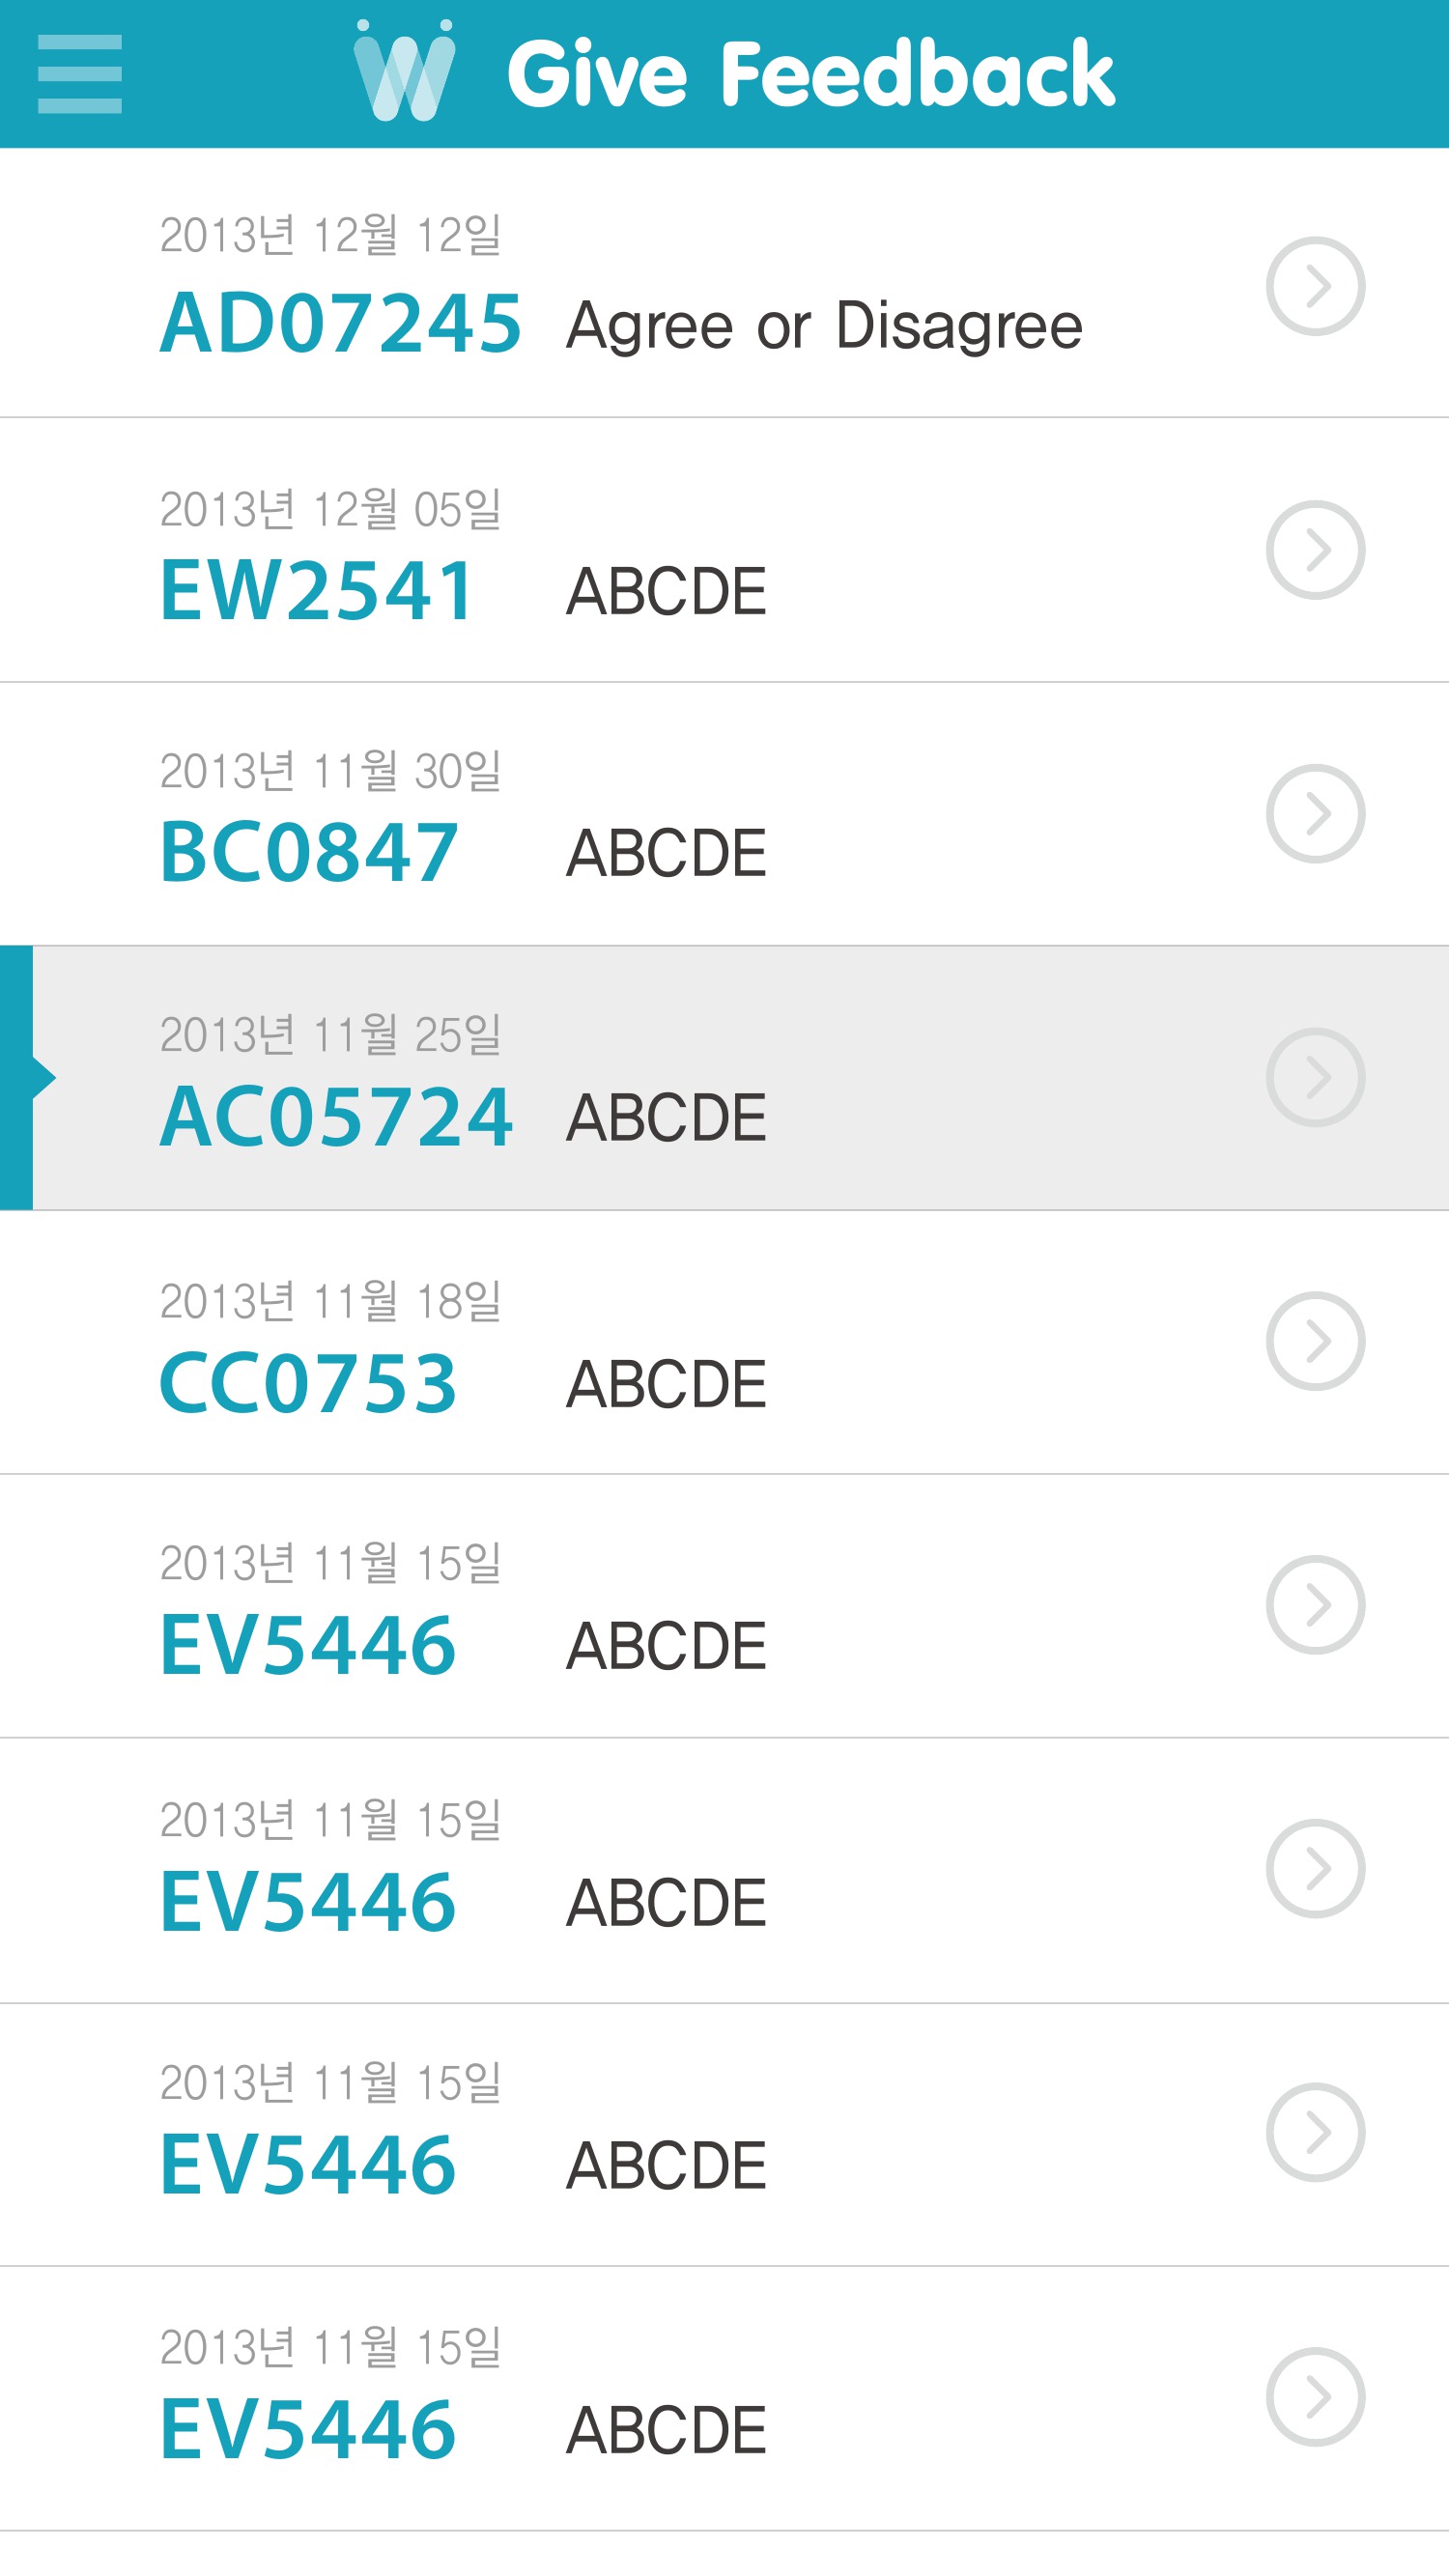 Give Feedback
2013년 12월 12일
AD07245 Agree or Disagree
2013년 12월 05일
EW2541 ABCDE
2013년 11월 30일
BC0847 ABCDE
2013년 11월 25일
AC05724 ABCDE
2013년 11월 18일
CC0753 ABCDE
2013년 11월 15일
EV5446 ABCDE
2013년 11월 15일
EV5446 ABCDE
2013년 11월 15일
EV5446 ABCDE
2013년 11월 15일
EV5446 ABCDE